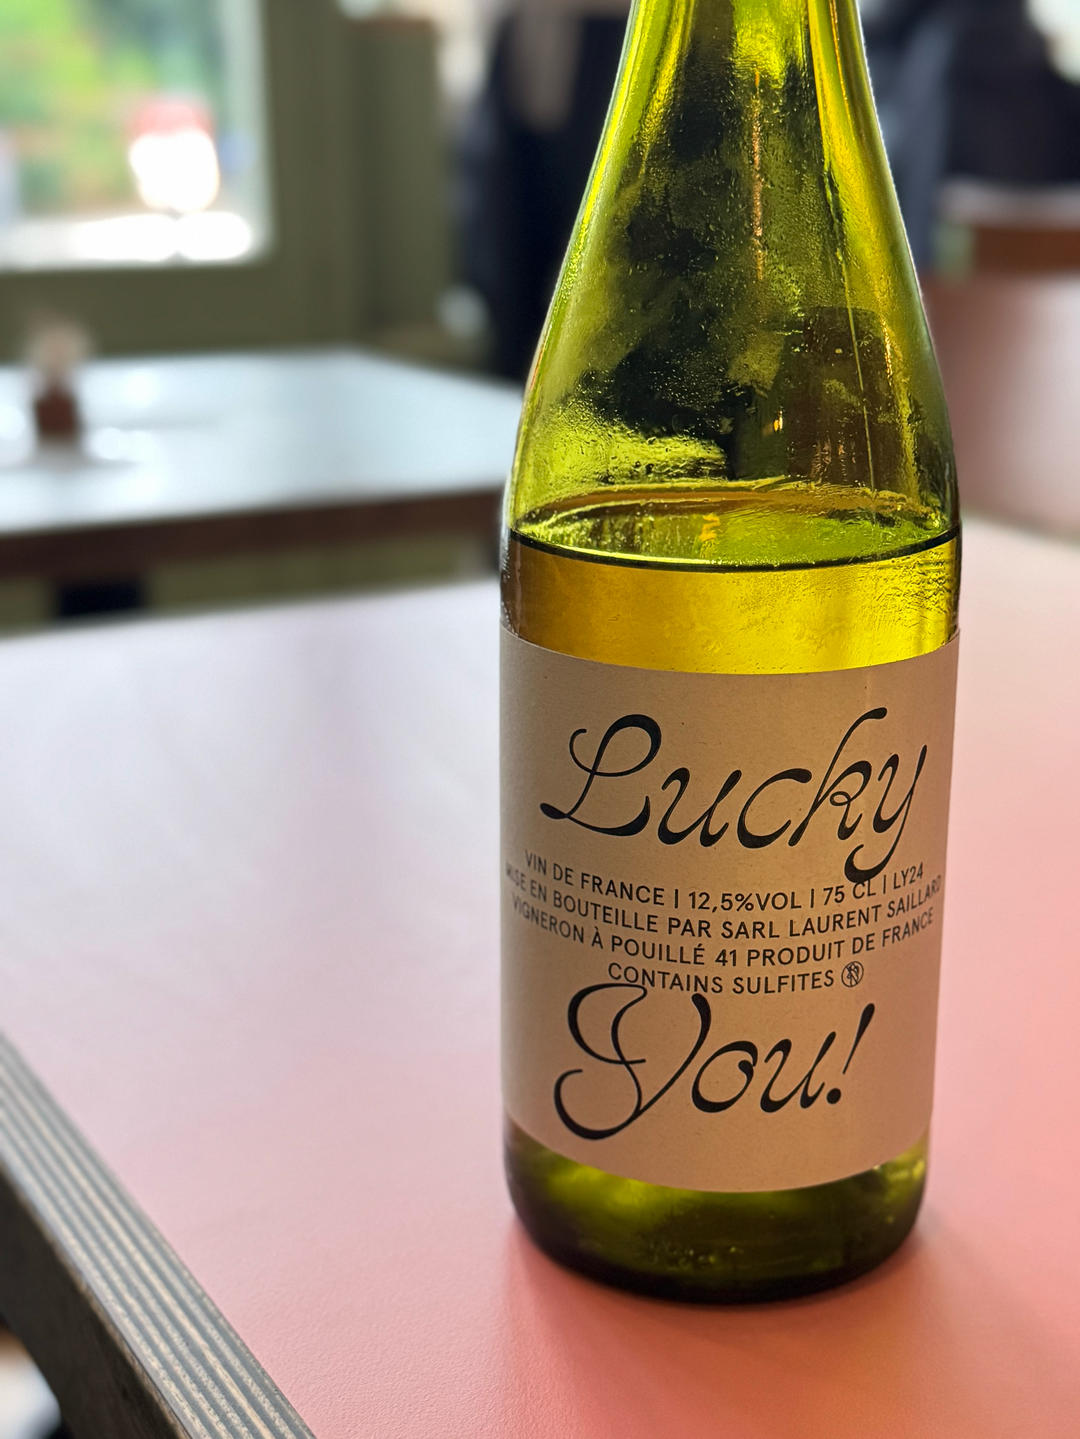 Lucky
VIN DE FRANCE | 12,5%VOL | 75 CL | LY24
MISE EN BOUTEILLE PAR SARL LAURENT SAILLARD
VIGNERON À POUILLÉ 41 PRODUIT DE FRANCE
CONTAINS SULFITES
You!